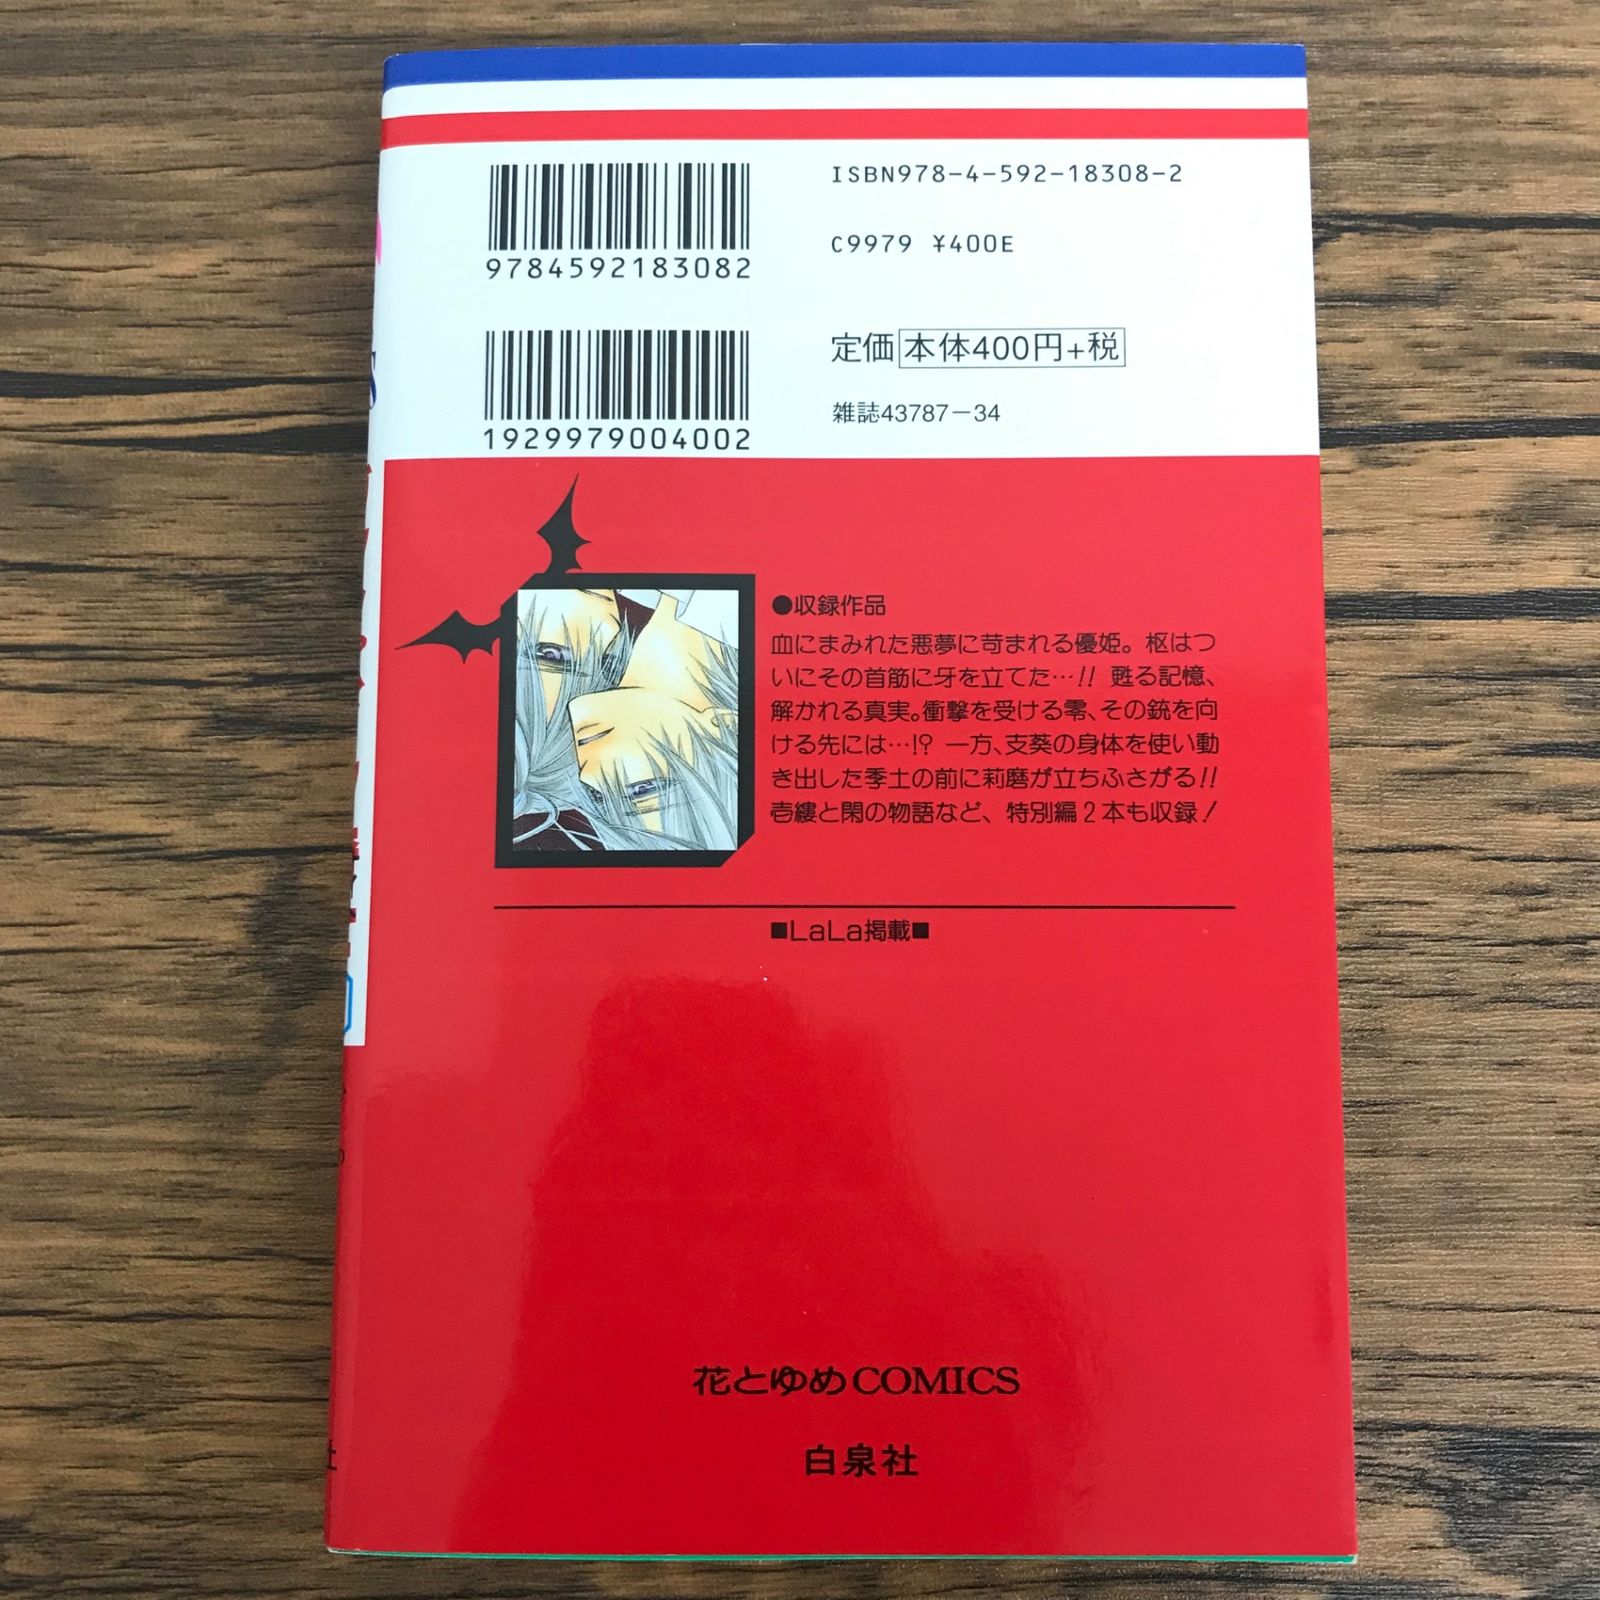 ISBN978-4-592-18308-2
9784592183082
C9979 ¥400E
定価 本体400円+税
雑誌43787-34
1929979004002
●収録作品
血にまみれた悪夢に苛まれる優姫。枢はつ
いにその首筋に牙を立てた…!! 甦る記憶、
解かれる真実。衝撃を受ける零、その銃を向
ける先には…!? 一方、支葵の身体を使い動
き出した李土の前に莉磨が立ちふさがる!!
壱縷と閑の物語など、特別編2本も収録!
■LaLa掲載■
花とゆめCOMICS
白泉社